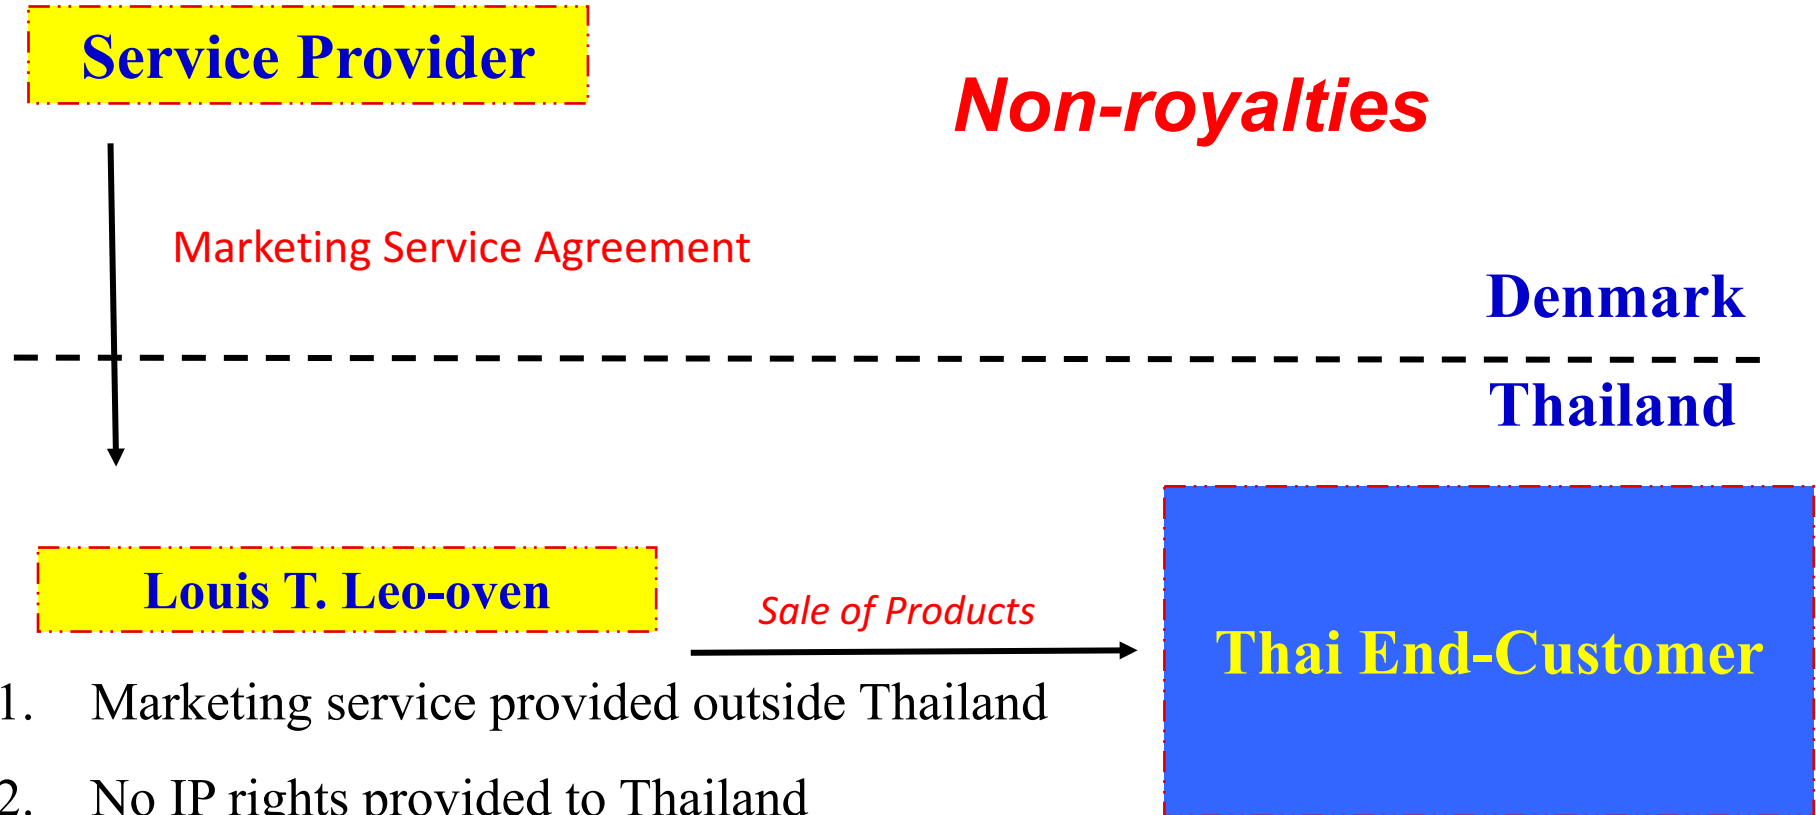 Service Provider
Non-royalties
Marketing Service Agreement
Denmark
Thailand
Louis T. Leo-oven
Sale of Products
Thai End-Customer
1. Marketing service provided outside Thailand
2. No IP rights provided to Thailand